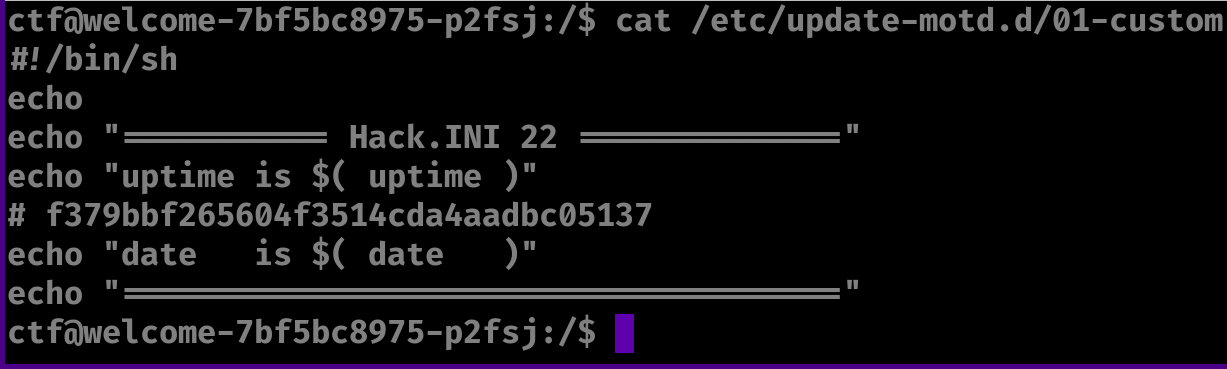 ctf@welcome-7bf5bc8975-p2fsj:/$ cat /etc/update-motd.d/01-custom
#!/bin/sh
echo
echo "=========== Hack.INI 22 =============="
echo "uptime is $( uptime )"
# f379bbf265604f3514cda4aadbc05137
echo "date   is $( date   )"
echo "======================================"
ctf@welcome-7bf5bc8975-p2fsj:/$